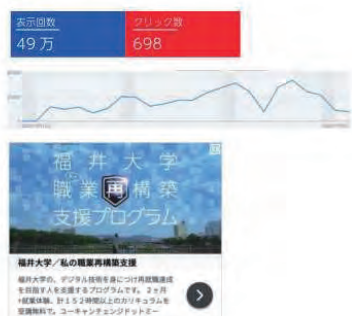 表示回数
クリック数
49 万
698
福井大学
職業再構築
支援プログラム
福井大学/私の職業再構築支援
福井大学の、デジタル技術を身につけ再就職達成
を目指す人を支援するプログラムです。 2ヶ月
+就業体験、計152時間以上のカリキュラムを
受講無料で。ユーキャンチェンジドットミー